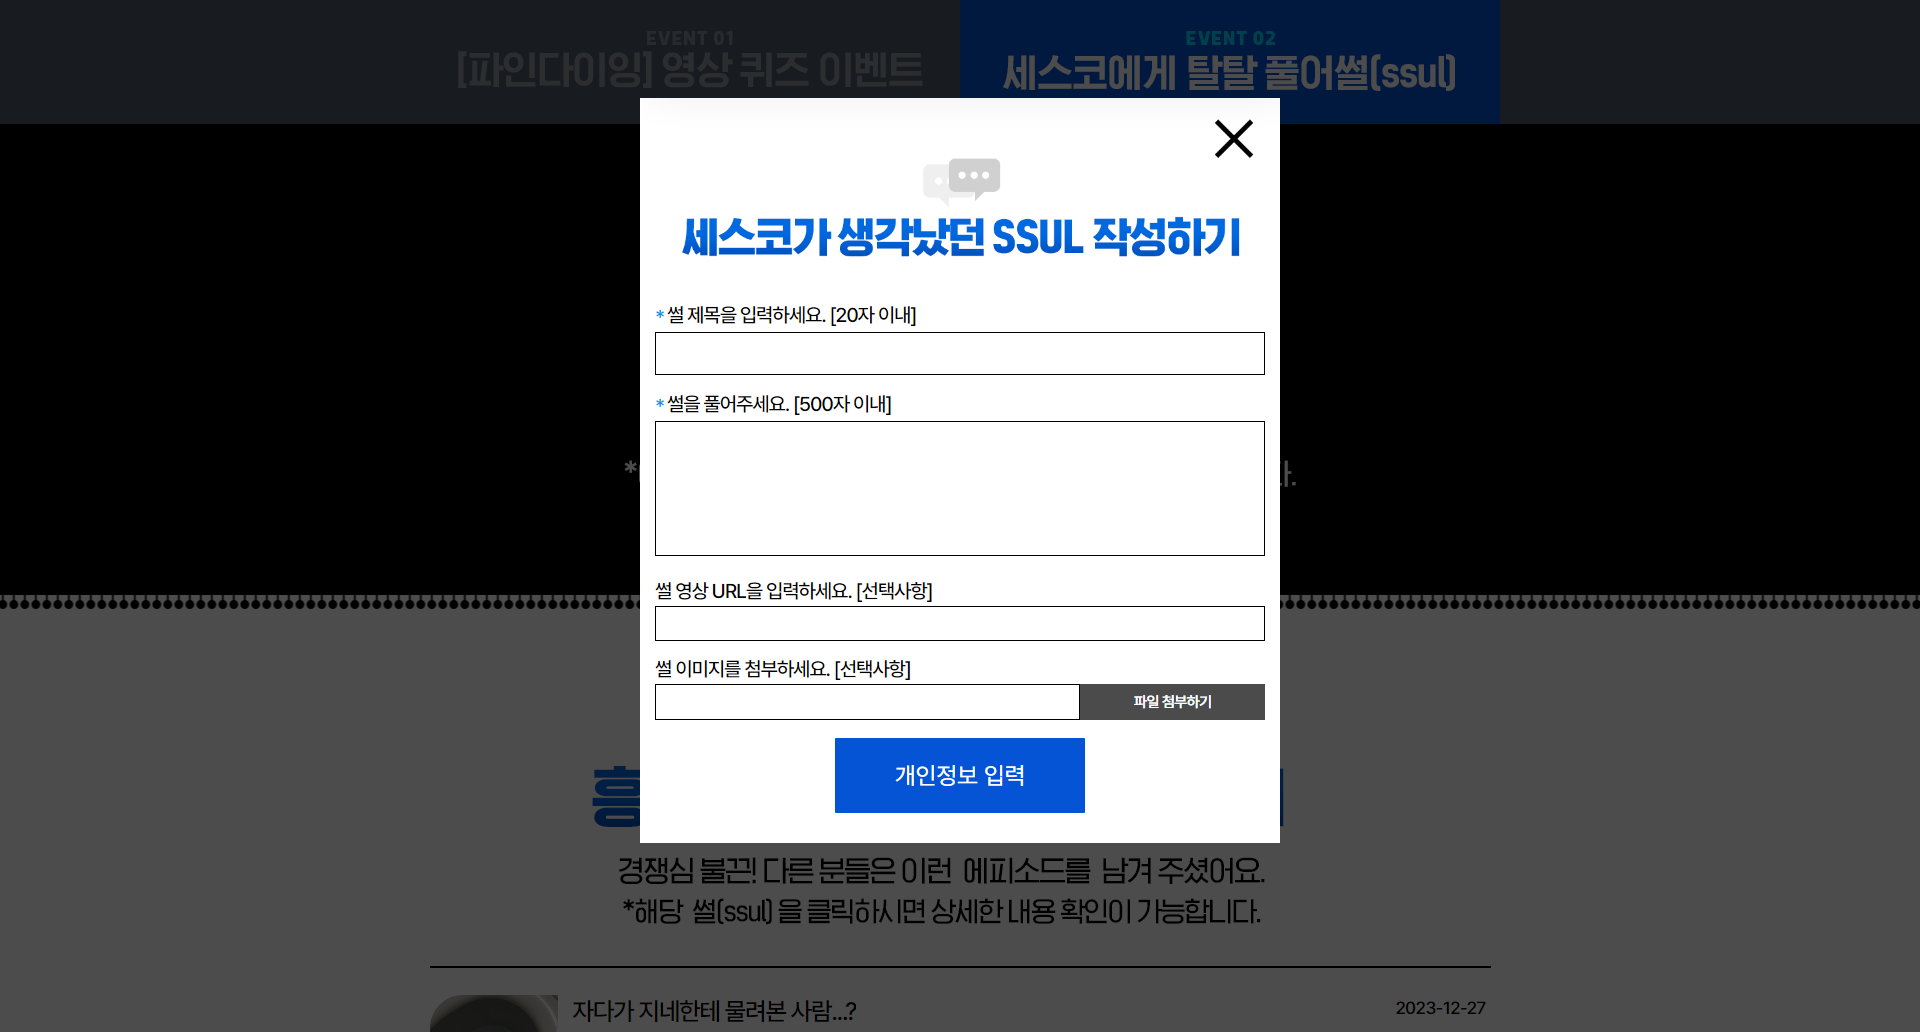 EVENT 01
[파인다이잉] 영상 퀴즈 이벤트
EVENT 02
세스코에게 탈탈 풀어썰(ssul)
세스코가 생각났던 SSUL 작성하기
* 썰 제목을 입력하세요. [20자 이내]
* 썰을 풀어주세요. [500자 이내]
썰 영상 URL을 입력하세요. [선택사항]
썰 이미지를 첨부하세요. [선택사항]
파일 첨부하기
개인정보 입력
흥
경쟁심 불끈! 다른 분들은 이런 에피소드를 남겨 주셨어요.
*해당 썰(ssul) 을 클릭하시면 상세한 내용 확인이 가능합니다.
자다가 지네한테 물려본 사람...?
2023-12-27